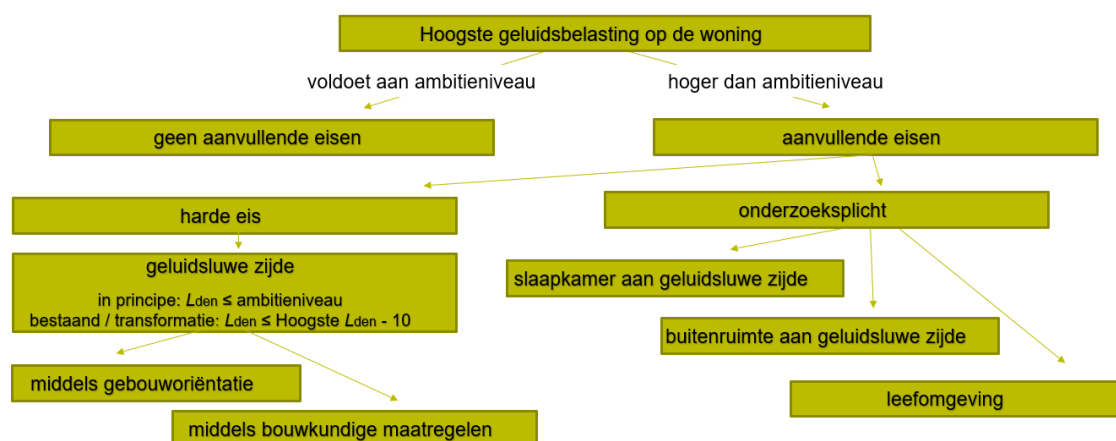 Hoogste geluidsbelasting op de woning
voldoet aan ambitieniveau
hoger dan ambitieniveau
geen aanvullende eisen
aanvullende eisen
harde eis
onderzoeksplicht
geluidsluwe zijde
in principe: Lden ≤ ambitieniveau
bestaand / transformatie: Lden ≤ Hoogste Lden - 10
slaapkamer aan geluidsluwe zijde
buitenruimte aan geluidsluwe zijde
middels gebouworiëntatie
leefomgeving
middels bouwkundige maatregelen